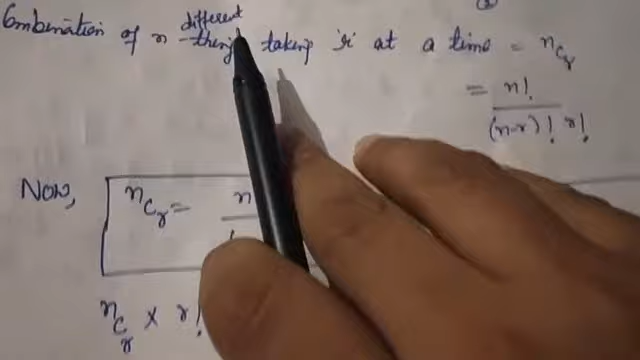 different
Combination of n things taking 'r' at a time = nCr
= n! / (n-r)! r!
Now, nCr = n
nCr × r!